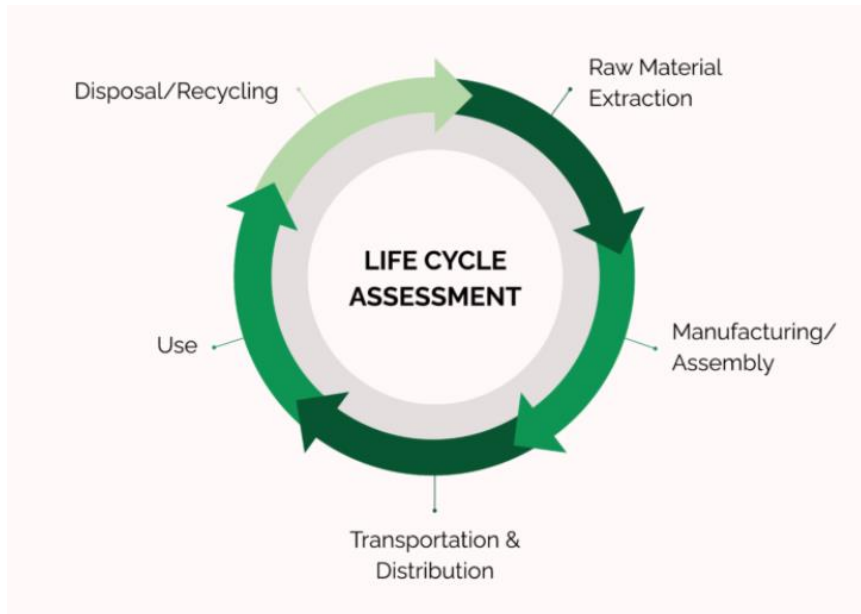 Disposal/Recycling
Raw Material
Extraction
LIFE CYCLE
ASSESSMENT
Use
Manufacturing/
Assembly
Transportation &
Distribution